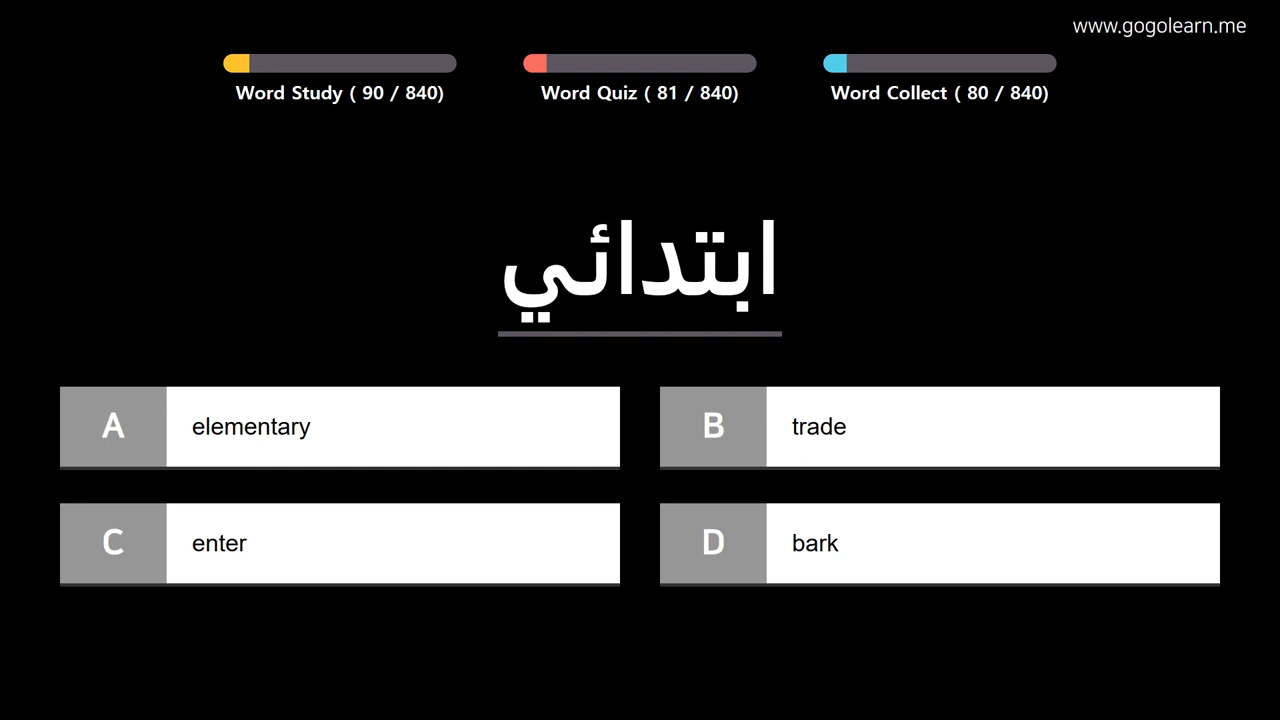 www.gogolearn.me
Word Study ( 90 / 840)
Word Quiz ( 81 / 840)
Word Collect ( 80 / 840)
ابتدائي
A elementary
B trade
C enter
D bark